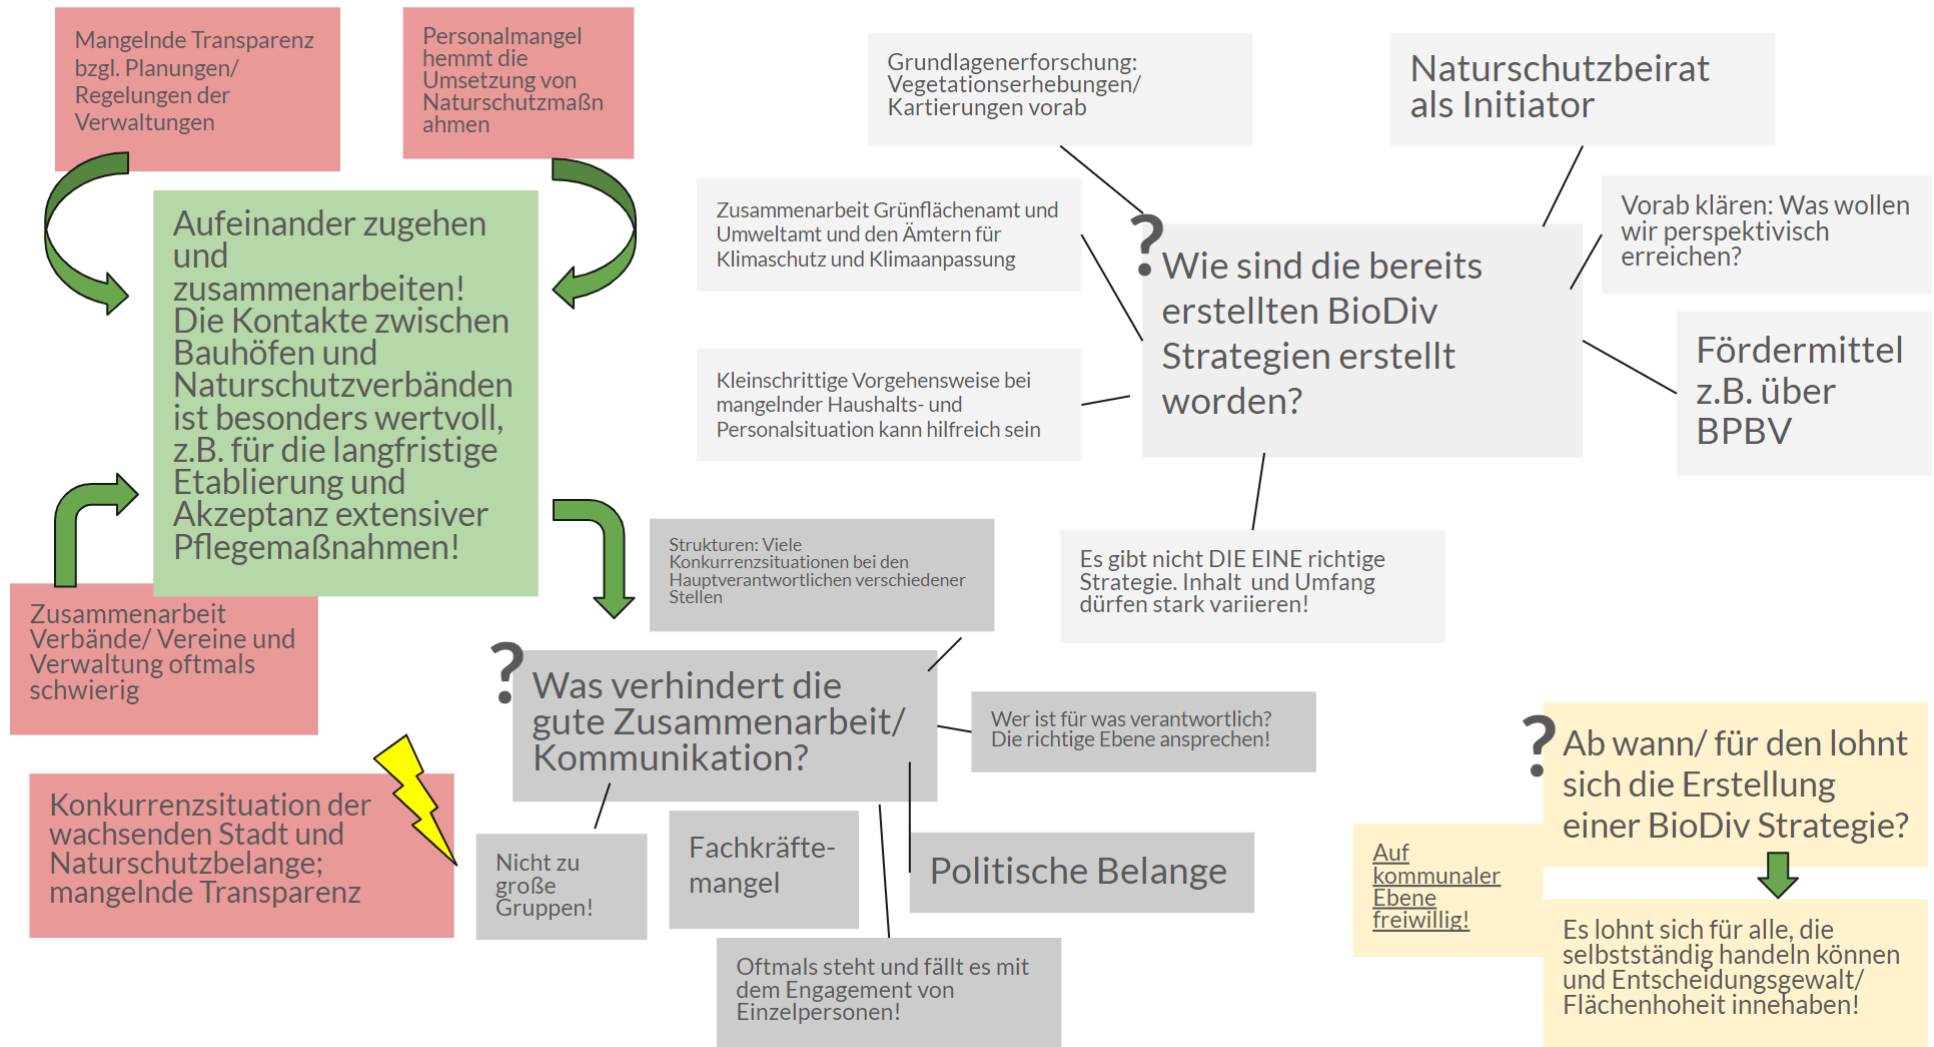 Mangelnde Transparenz
bzgl. Planungen/
Regelungen der
Verwaltungen
Personalmangel
hemmt die
Umsetzung von
Naturschutzmaßn
ahmen
Aufeinander zugehen
und
zusammenarbeiten!
Die Kontakte zwischen
Bauhöfen und
Naturschutzverbänden
ist besonders wertvoll,
z.B. für die langfristige
Etablierung und
Akzeptanz extensiver
Pflegemaßnahmen!
Zusammenarbeit
Verbände/ Vereine und
Verwaltung oftmals
schwierig
Konkurrenzsituation der
wachsenden Stadt und
Naturschutzbelange;
mangelnde Transparenz
Grundlagenerforschung:
Vegetationserhebungen/
Kartierungen vorab
Naturschutzbeirat
als Initiator
Zusammenarbeit Grünflächenamt und
Umweltamt und den Ämtern für
Klimaschutz und Klimaanpassung
Vorab klären: Was wollen
wir perspektivisch
erreichen?
?
Wie sind die bereits
erstellten BioDiv
Strategien erstellt
worden?
Kleinschrittige Vorgehensweise bei
mangelnder Haushalts- und
Personalsituation kann hilfreich sein
Fördermittel
z.B. über
BPBV
Es gibt nicht DIE EINE richtige
Strategie. Inhalt und Umfang
dürfen stark variieren!
Strukturen: Viele
Konkurrenzsituationen bei den
Hauptverantwortlichen verschiedener
Stellen
?
Was verhindert die
gute Zusammenarbeit/
Kommunikation?
Wer ist für was verantwortlich?
Die richtige Ebene ansprechen!
Nicht zu
große
Gruppen!
Fachkräfte-
mangel
Politische Belange
Oftmals steht und fällt es mit
dem Engagement von
Einzelpersonen!
?
Ab wann/ für den lohnt
sich die Erstellung
einer BioDiv Strategie?
Auf
kommunaler
Ebene
freiwillig!
Es lohnt sich für alle, die
selbstständig handeln können
und Entscheidungsgewalt/
Flächenhoheit innehaben!